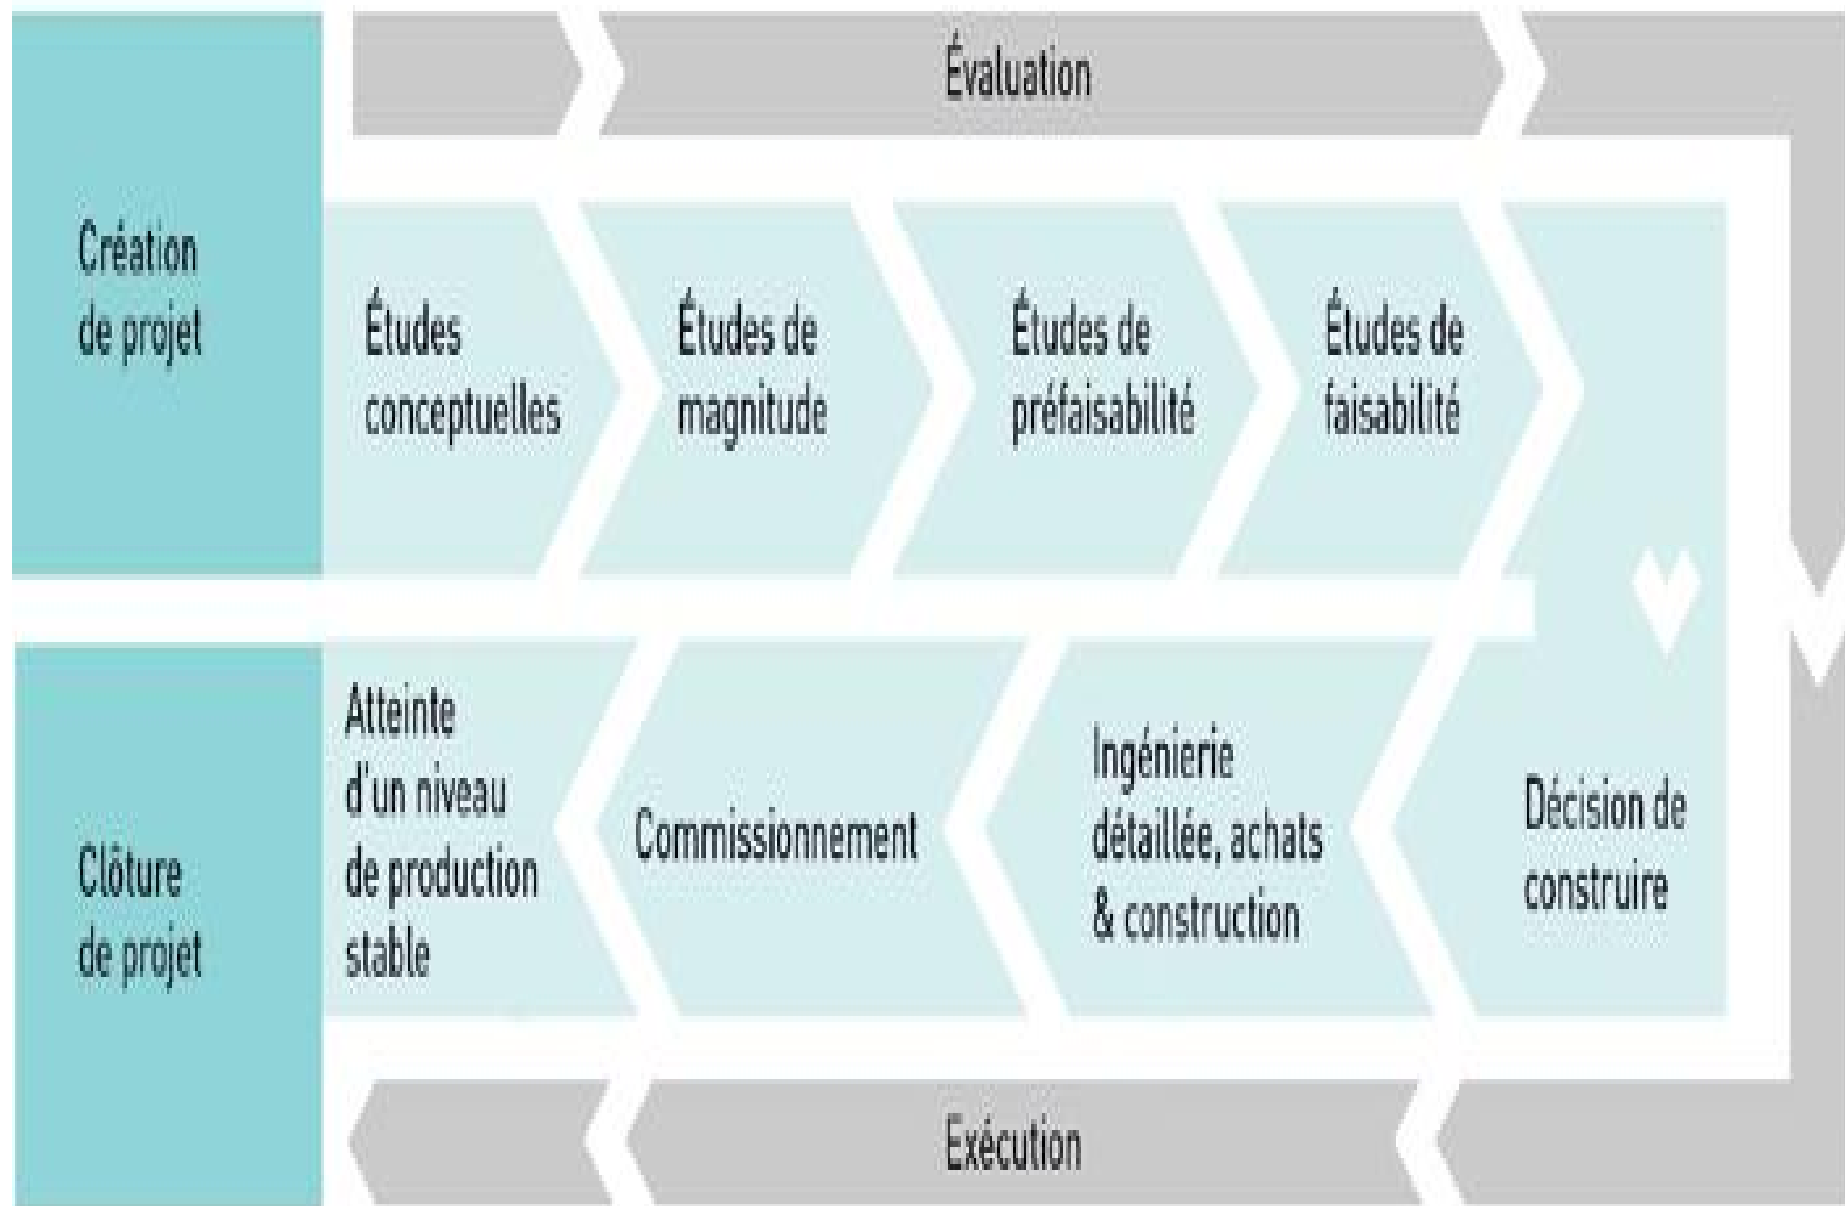 Évaluation
Création
de projet
Études
conceptuelles
Études de
magnitude
Études de
préfaisabilité
Études de
faisabilité
Décision de
construire
Ingénierie
détaillée, achats
& construction
Commissionnement
Atteinte
d'un niveau
de production
stable
Clôture
de projet
Exécution